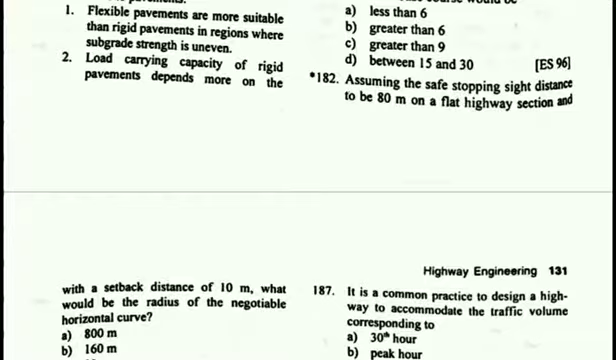 1. Flexible pavements are more suitable
than rigid pavements in regions where
subgrade strength is uneven.
2. Load carrying capacity of rigid
pavements depends more on the
a) less than 6
b) greater than 6
c) greater than 9
d) between 15 and 30 [ES 96]
*182. Assuming the safe stopping sight distance
to be 80 m on a flat highway section and
Highway Engineering 131
with a setback distance of 10 m, what
would be the radius of the negotiable
horizontal curve?
a) 800 m
b) 160 m
187. It is a common practice to design a high-
way to accommodate the traffic volume
corresponding to
a) 30th hour
b) peak hour